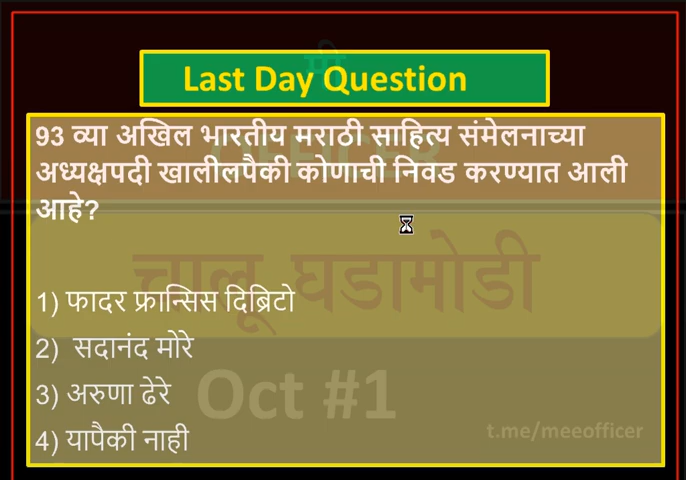 Last Day Question
93 व्या अखिल भारतीय मराठी साहित्य संमेलनाच्या
अध्यक्षपदी खालीलपैकी कोणाची निवड करण्यात आली
आहे?
चालू घडामोडी
1) फादर फ्रान्सिस दिब्रिटो
2) सदानंद मोरे
3) अरुणा ढेरे
Oct #1
4) यापैकी नाही
t.me/meeofficer